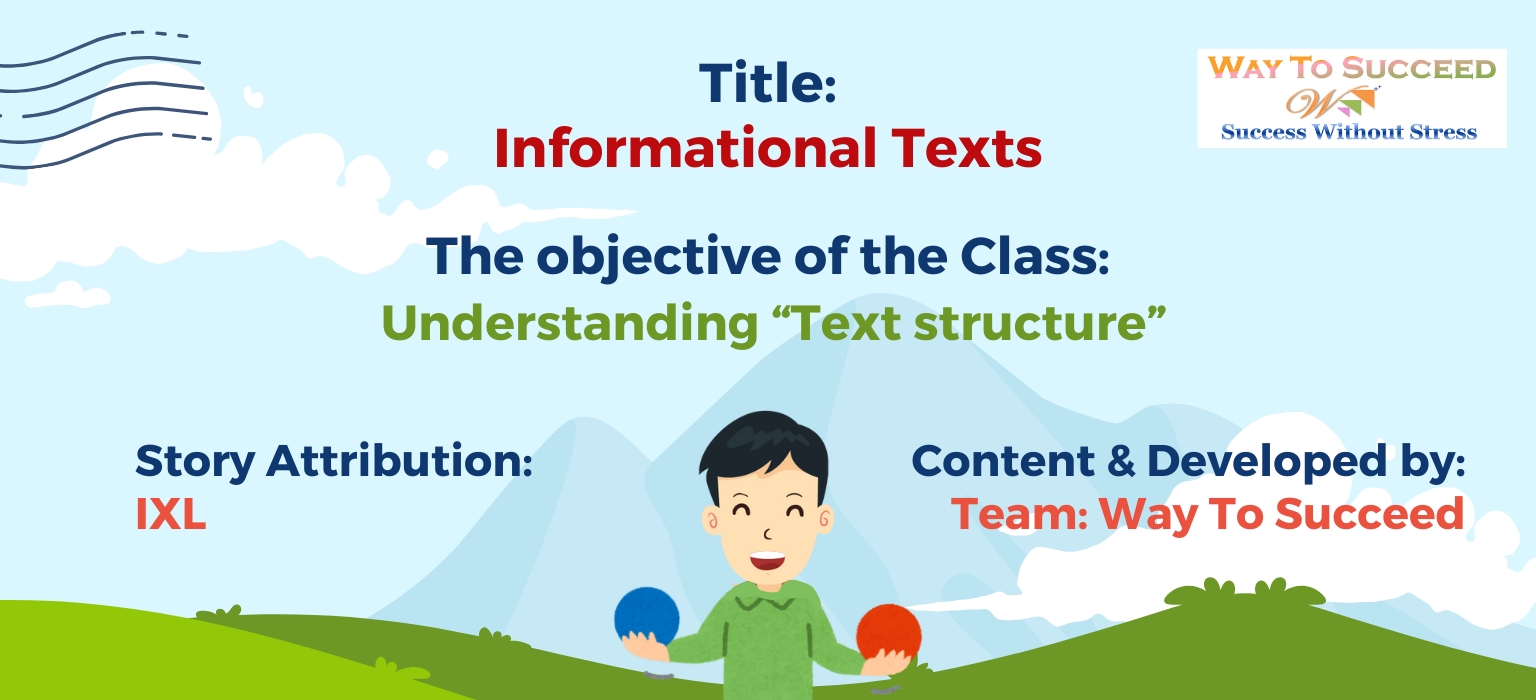 Title:
Informational Texts
WAY TO SUCCEED
W
Success Without Stress
The objective of the Class:
Understanding “Text structure”
Story Attribution:
IXL
Content & Developed by:
Team: Way To Succeed